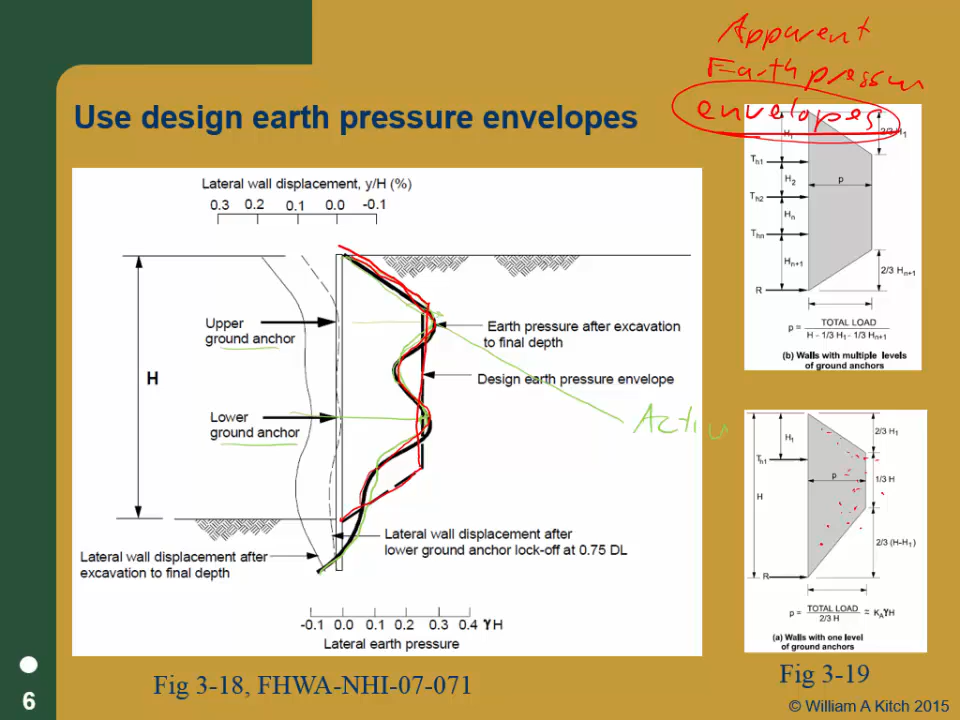 Apparent
Earth pressure
envelopes
Use design earth pressure envelopes
Lateral wall displacement, y/H (%)
0.3 0.2 0.1 0.0 -0.1
Upper
ground anchor
Earth pressure after excavation
to final depth
H
Design earth pressure envelope
Lower
ground anchor
Active
Lateral wall displacement after
excavation to final depth
Lateral wall displacement after
lower ground anchor lock-off at 0.75 DL
-0.1 0.0 0.1 0.2 0.3 0.4 γH
Lateral earth pressure
Fig 3-18, FHWA-NHI-07-071
H1
2/3 H1
Th1
H2
p
Th2
Hn
Thn
Hn+1
2/3 Hn+1
R
p = TOTAL LOAD
H - 1/3 H1 - 1/3 Hn+1
(b) Walls with multiple levels
of ground anchors
H1
2/3 H1
Th1
p
1/3 H
H
2/3 (H-H1)
R
p = TOTAL LOAD ≅ KAγH
2/3 H
(a) Walls with one level
of ground anchors
Fig 3-19
6
© William A Kitch 2015